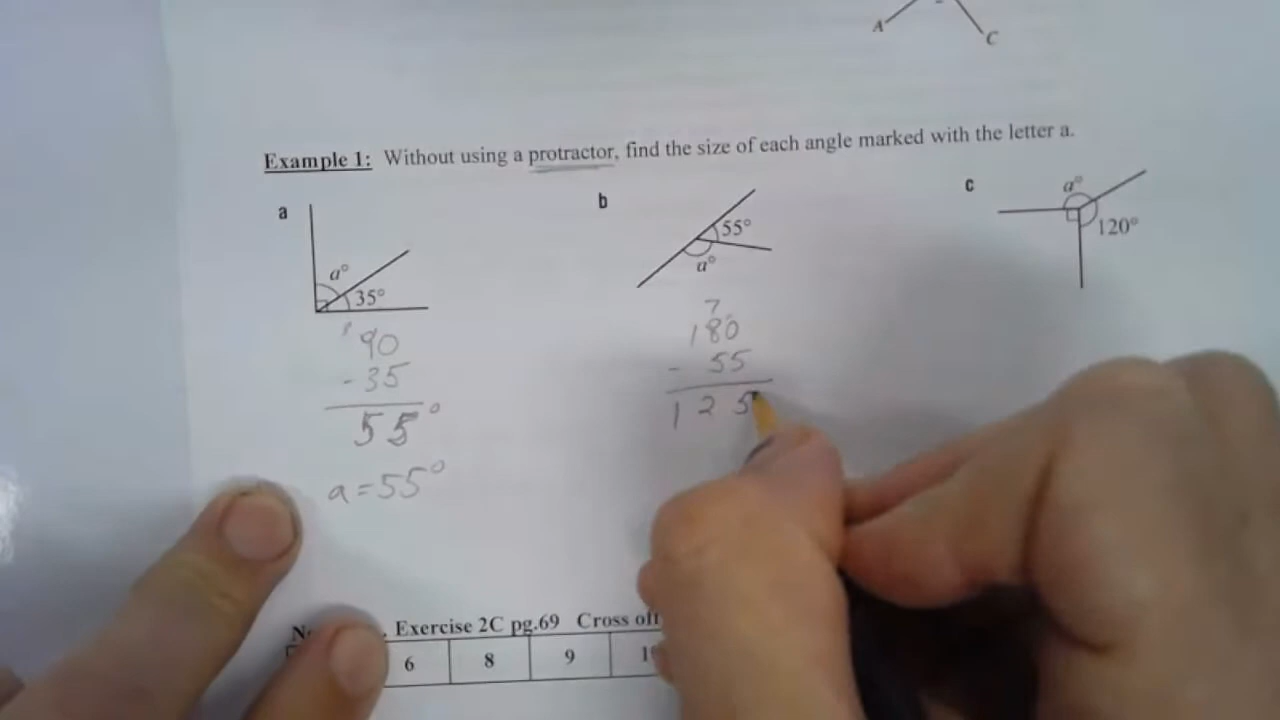 A
C
Example 1: Without using a protractor, find the size of each angle marked with the letter a.
a
a°
35°
90
- 35
55°
a = 55°
b
55°
a°
7
180
- 55
125
c
a°
120°
Exercise 2C pg.69 Cross off
6 8 9